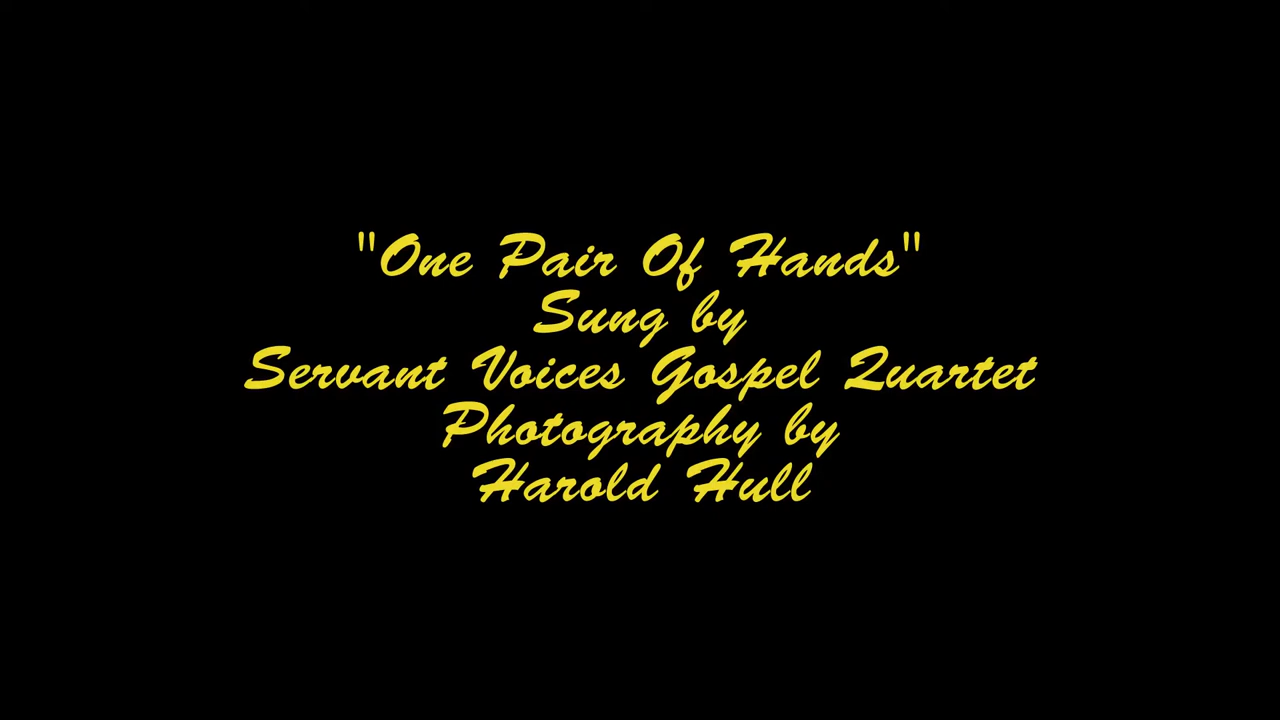 "One Pair Of Hands"
Sung by
Servant Voices Gospel Quartet
Photography by
Harold Hull